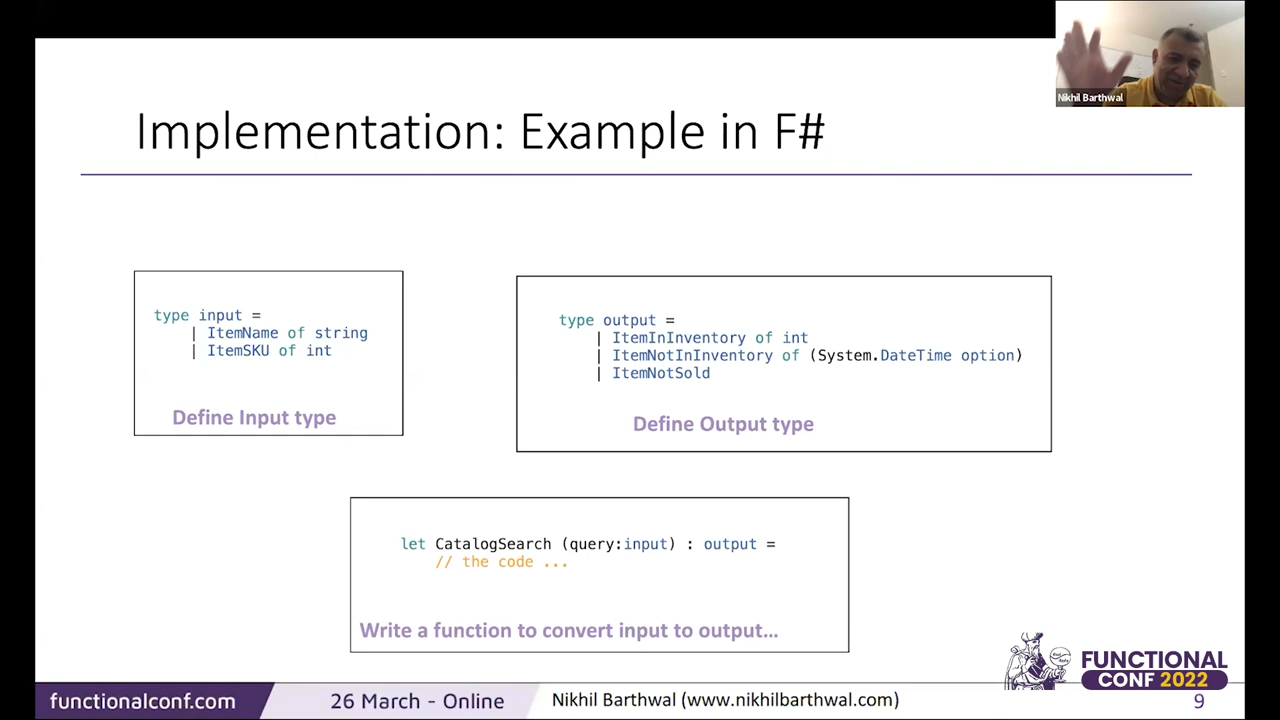 Nikhil Barthwal
Implementation: Example in F#
type input =
| ItemName of string
| ItemSKU of int
Define Input type
type output =
| ItemInInventory of int
| ItemNotInInventory of (System.DateTime option)
| ItemNotSold
Define Output type
let CatalogSearch (query:input) : output =
// the code ...
Write a function to convert input to output…
FUNCTIONAL
CONF 2022
functionalconf.com
26 March - Online
Nikhil Barthwal (www.nikhilbarthwal.com)
9